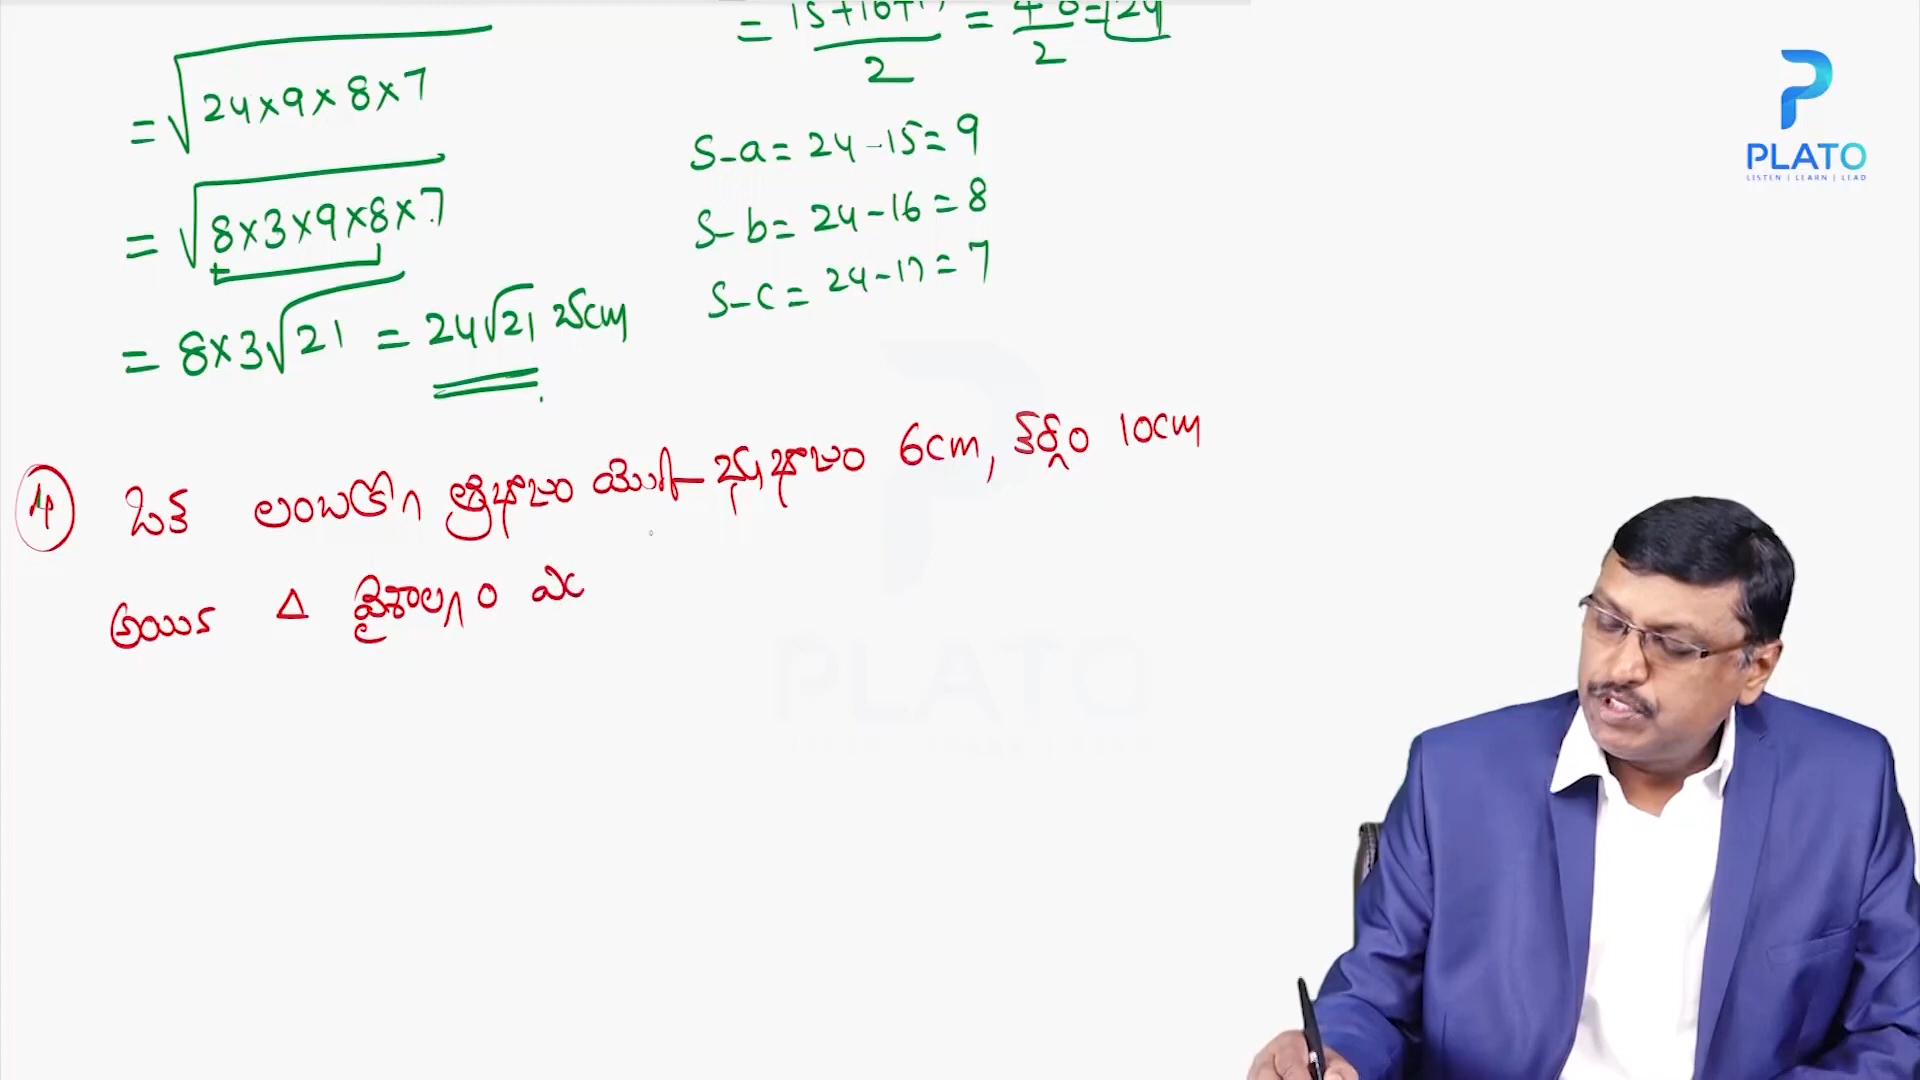 = 15+16+17/2 = 48/2 = 24
= √24×9×8×7
S-a = 24-15 = 9
= √8×3×9×8×7
S-b = 24-16 = 8
S-c = 24-17 = 7
= 8×3√21 = 24√21 చcm
④ ఒక లంబకోణ త్రిభుజం యొక్క భుజం 6cm, కర్ణం 10cm
అయిన Δ వైశాల్యం ఎం
PLATO
LISTEN | LEARN | LEAD
PLATO